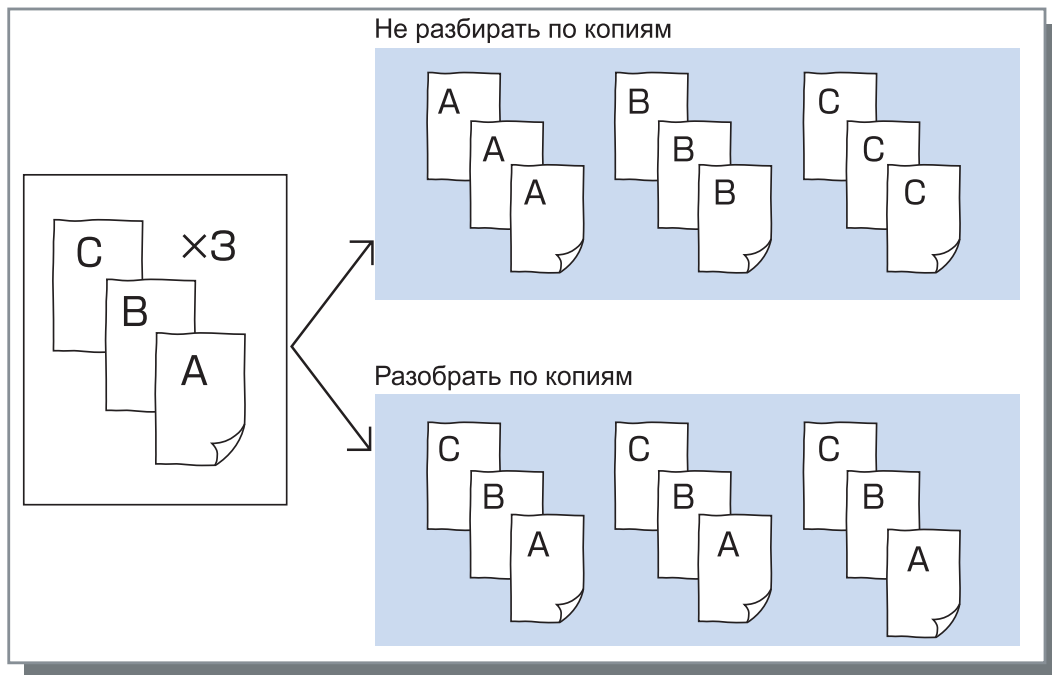 Не разбирать по копиям
A B C
A B C
A B C
C ×3
B
A
Разобрать по копиям
C C C
B B B
A A A